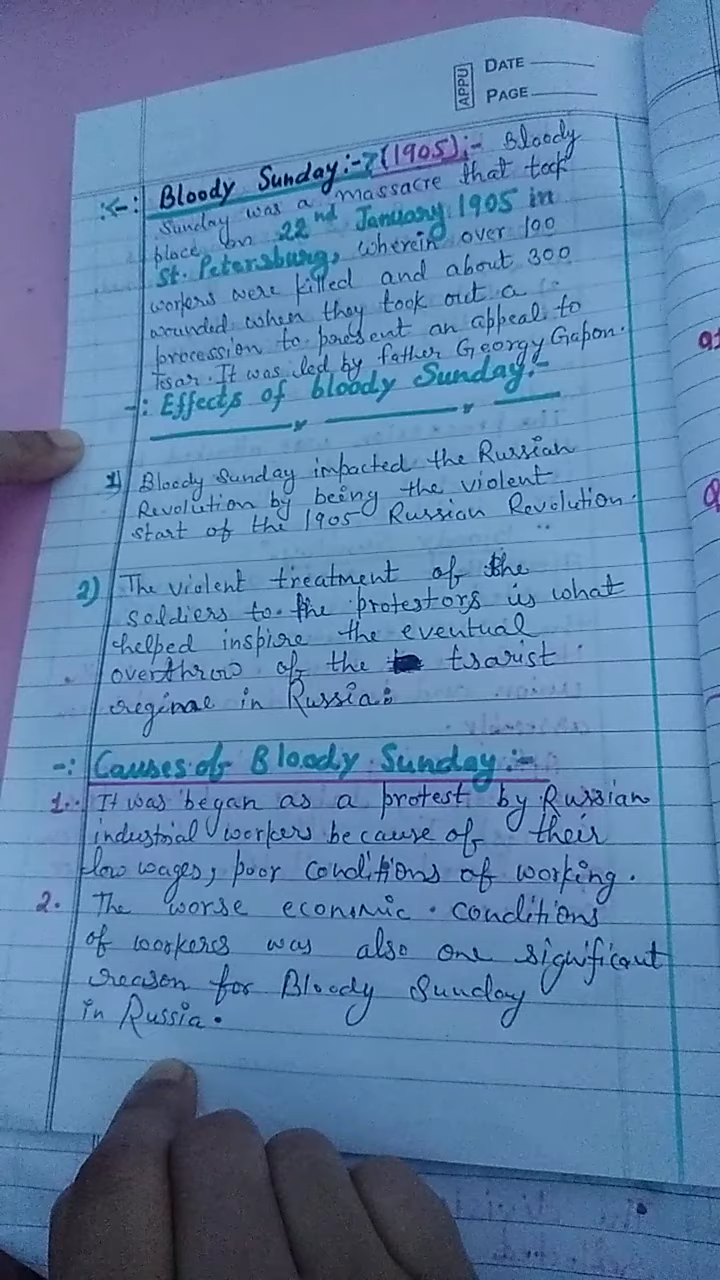 APPU
DATE
PAGE
:-: Bloody Sunday:-? (1905):- Bloody
Sunday was a massacre that took
place on 22nd January 1905 in
St. Petersburg, wherein over 100
workers were killed and about 300
wounded when they took out a
procession to present an appeal to
Tsar. It was led by father Georgy Gapon.
-: Effects of bloody Sunday:-
1) Bloody Sunday impacted the Russian
Revolution by being the violent
start of the 1905 Russian Revolution.
2) The violent treatment of the
soldiers to the protestors is what
helped inspire the eventual
overthrow of the tsarist
regime in Russia.
-: Causes of Bloody Sunday:-
1. It was began as a protest by Russian
industrial workers because of their
low wages, poor conditions of working.
2. The worse economic conditions
of workers was also one significant
reason for Bloody Sunday
in Russia.